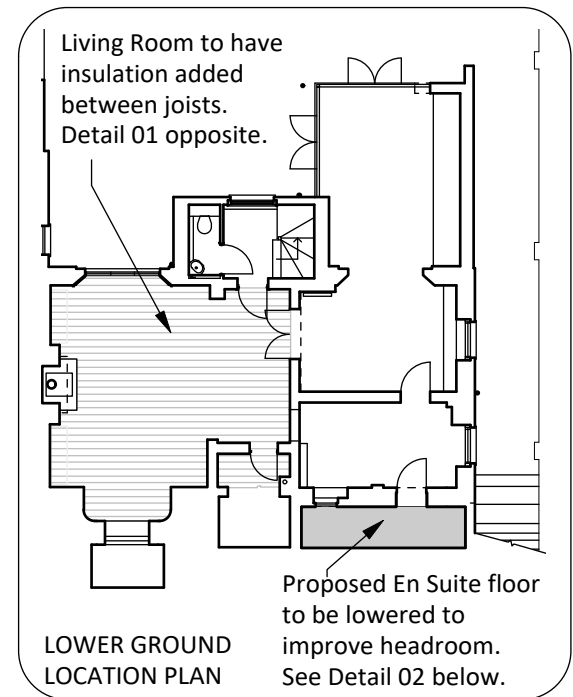 Living Room to have
insulation added
between joists.
Detail 01 opposite.
Proposed En Suite floor
to be lowered to
improve headroom.
See Detail 02 below.
LOWER GROUND
LOCATION PLAN